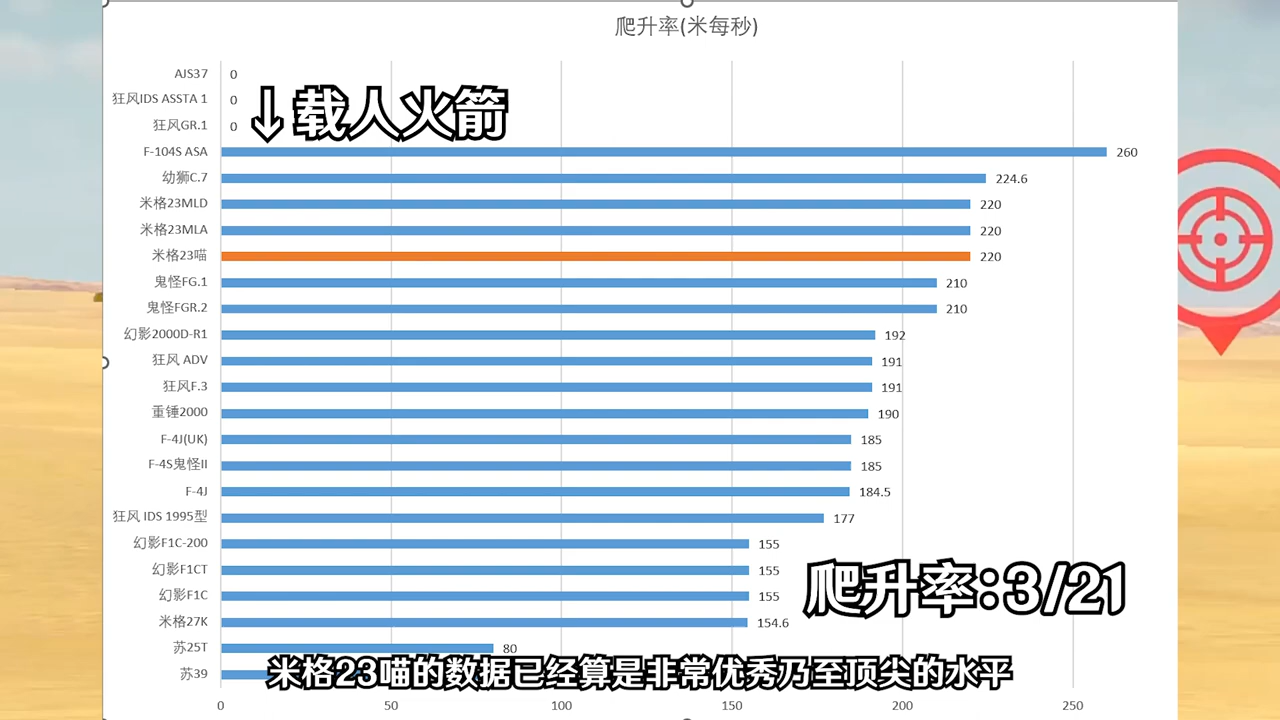 爬升率(米每秒)
AJS37 0
狂风IDS ASSTA 1 0
↓载人火箭
狂风GR.1 0
F-104S ASA 260
幼狮C.7 224.6
米格23MLD 220
米格23MLA 220
米格23喵 220
鬼怪FG.1 210
鬼怪FGR.2 210
幻影2000D-R1 192
狂风 ADV 191
狂风F.3 191
重锤2000 190
F-4J(UK) 185
F-4S鬼怪II 185
F-4J 184.5
狂风 IDS 1995型 177
幻影F1C-200 155
幻影F1CT 155
爬升率:3/21
幻影F1C 155
米格27K 154.6
苏25T 80
苏39
米格23喵的数据已经算是非常优秀乃至顶尖的水平
0 50 100 150 200 250